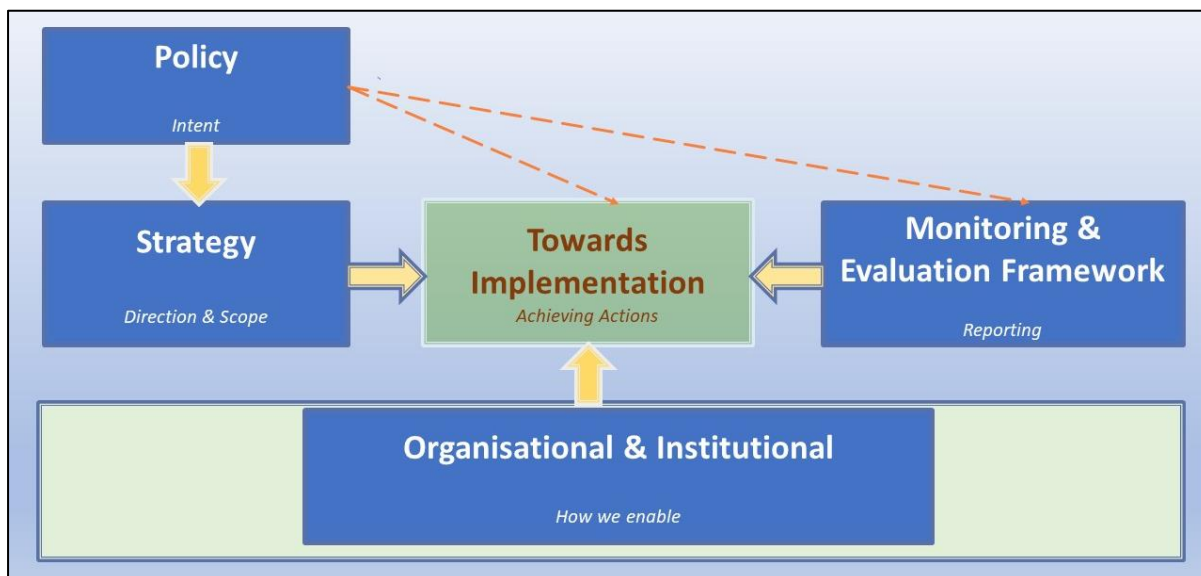 Policy
Intent
Strategy
Direction & Scope
Towards
Implementation
Achieving Actions
Monitoring &
Evaluation Framework
Reporting
Organisational & Institutional
How we enable